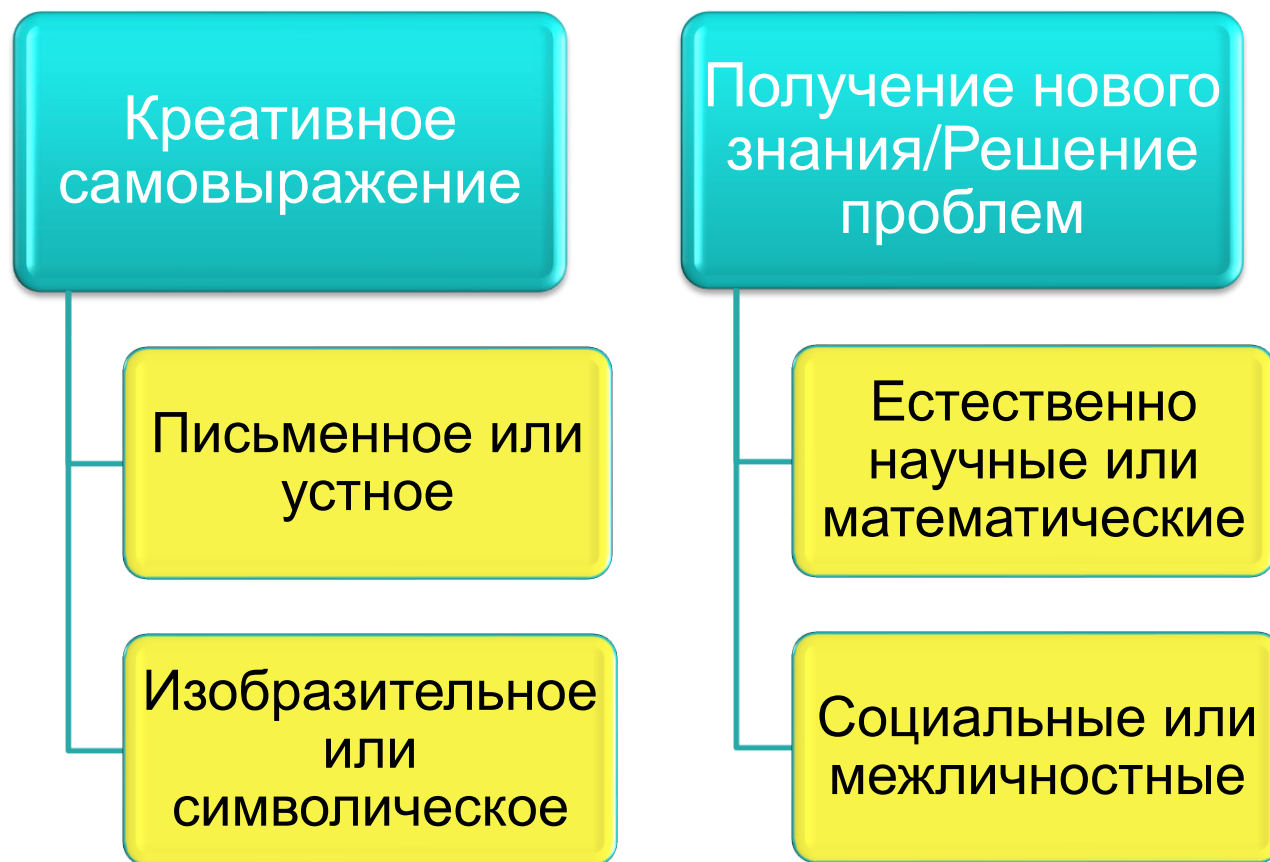 Креативное
самовыражение
Письменное или
устное
Изобразительное
или
символическое
Получение нового
знания/Решение
проблем
Естественно
научные или
математические
Социальные или
межличностные